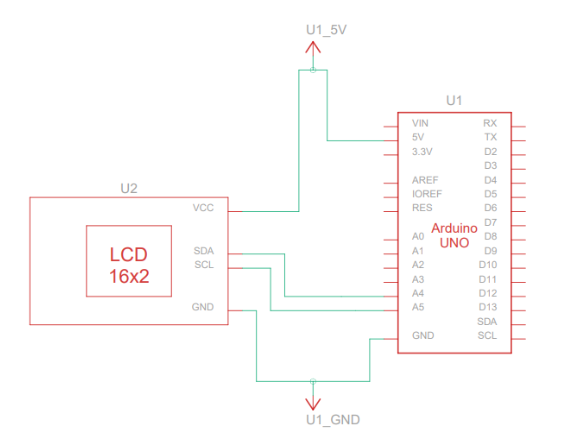 U1_5V
U1
VIN
5V
3.3V
AREF
IOREF
RES
A0
A1
A2
A3
A4
A5
GND
Arduino
UNO
RX
TX
D2
D3
D4
D5
D6
D7
D8
D9
D10
D11
D12
D13
SDA
SCL
U2
VCC
SDA
SCL
GND
LCD
16x2
U1_GND